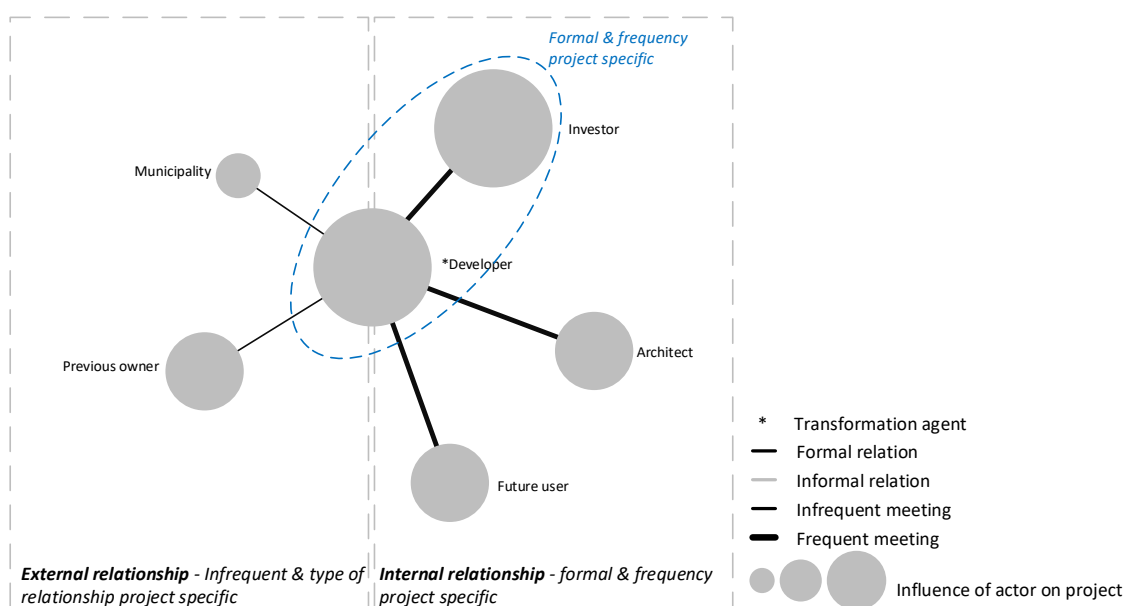 Formal & frequency
project specific
Investor
Municipality
*Developer
Previous owner
Architect
Future user
* Transformation agent
Formal relation
Informal relation
Infrequent meeting
Frequent meeting
Influence of actor on project
External relationship - Infrequent & type of
relationship project specific
Internal relationship - formal & frequency
project specific